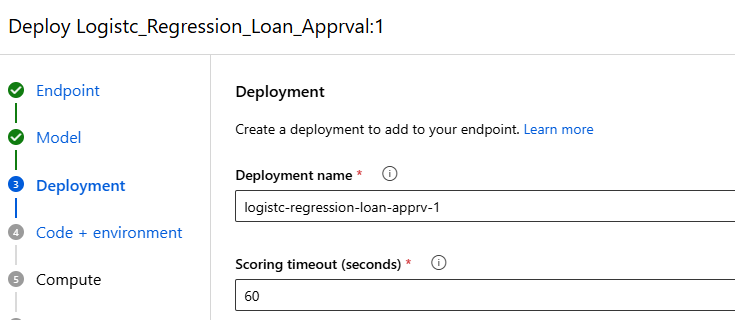 Deploy Logistc_Regression_Loan_Apprval:1
Endpoint
Model
3 Deployment
4 Code + environment
5 Compute
Deployment
Create a deployment to add to your endpoint. Learn more
Deployment name *
logistc-regression-loan-apprv-1
Scoring timeout (seconds) *
60